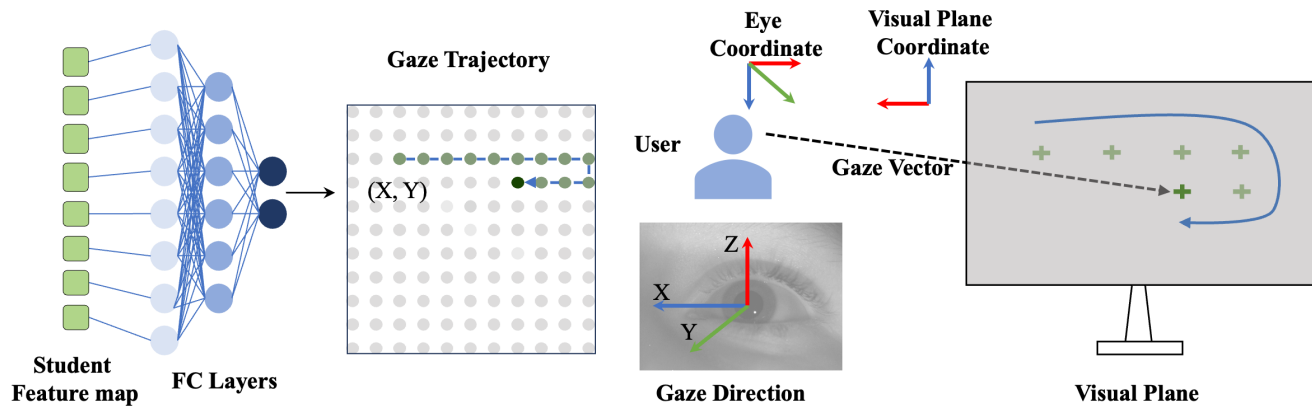 Gaze Trajectory
(X, Y)
Student
Feature map
FC Layers
Eye
Coordinate
Visual Plane
Coordinate
User
Gaze Vector
Z
X
Y
Gaze Direction
Visual Plane